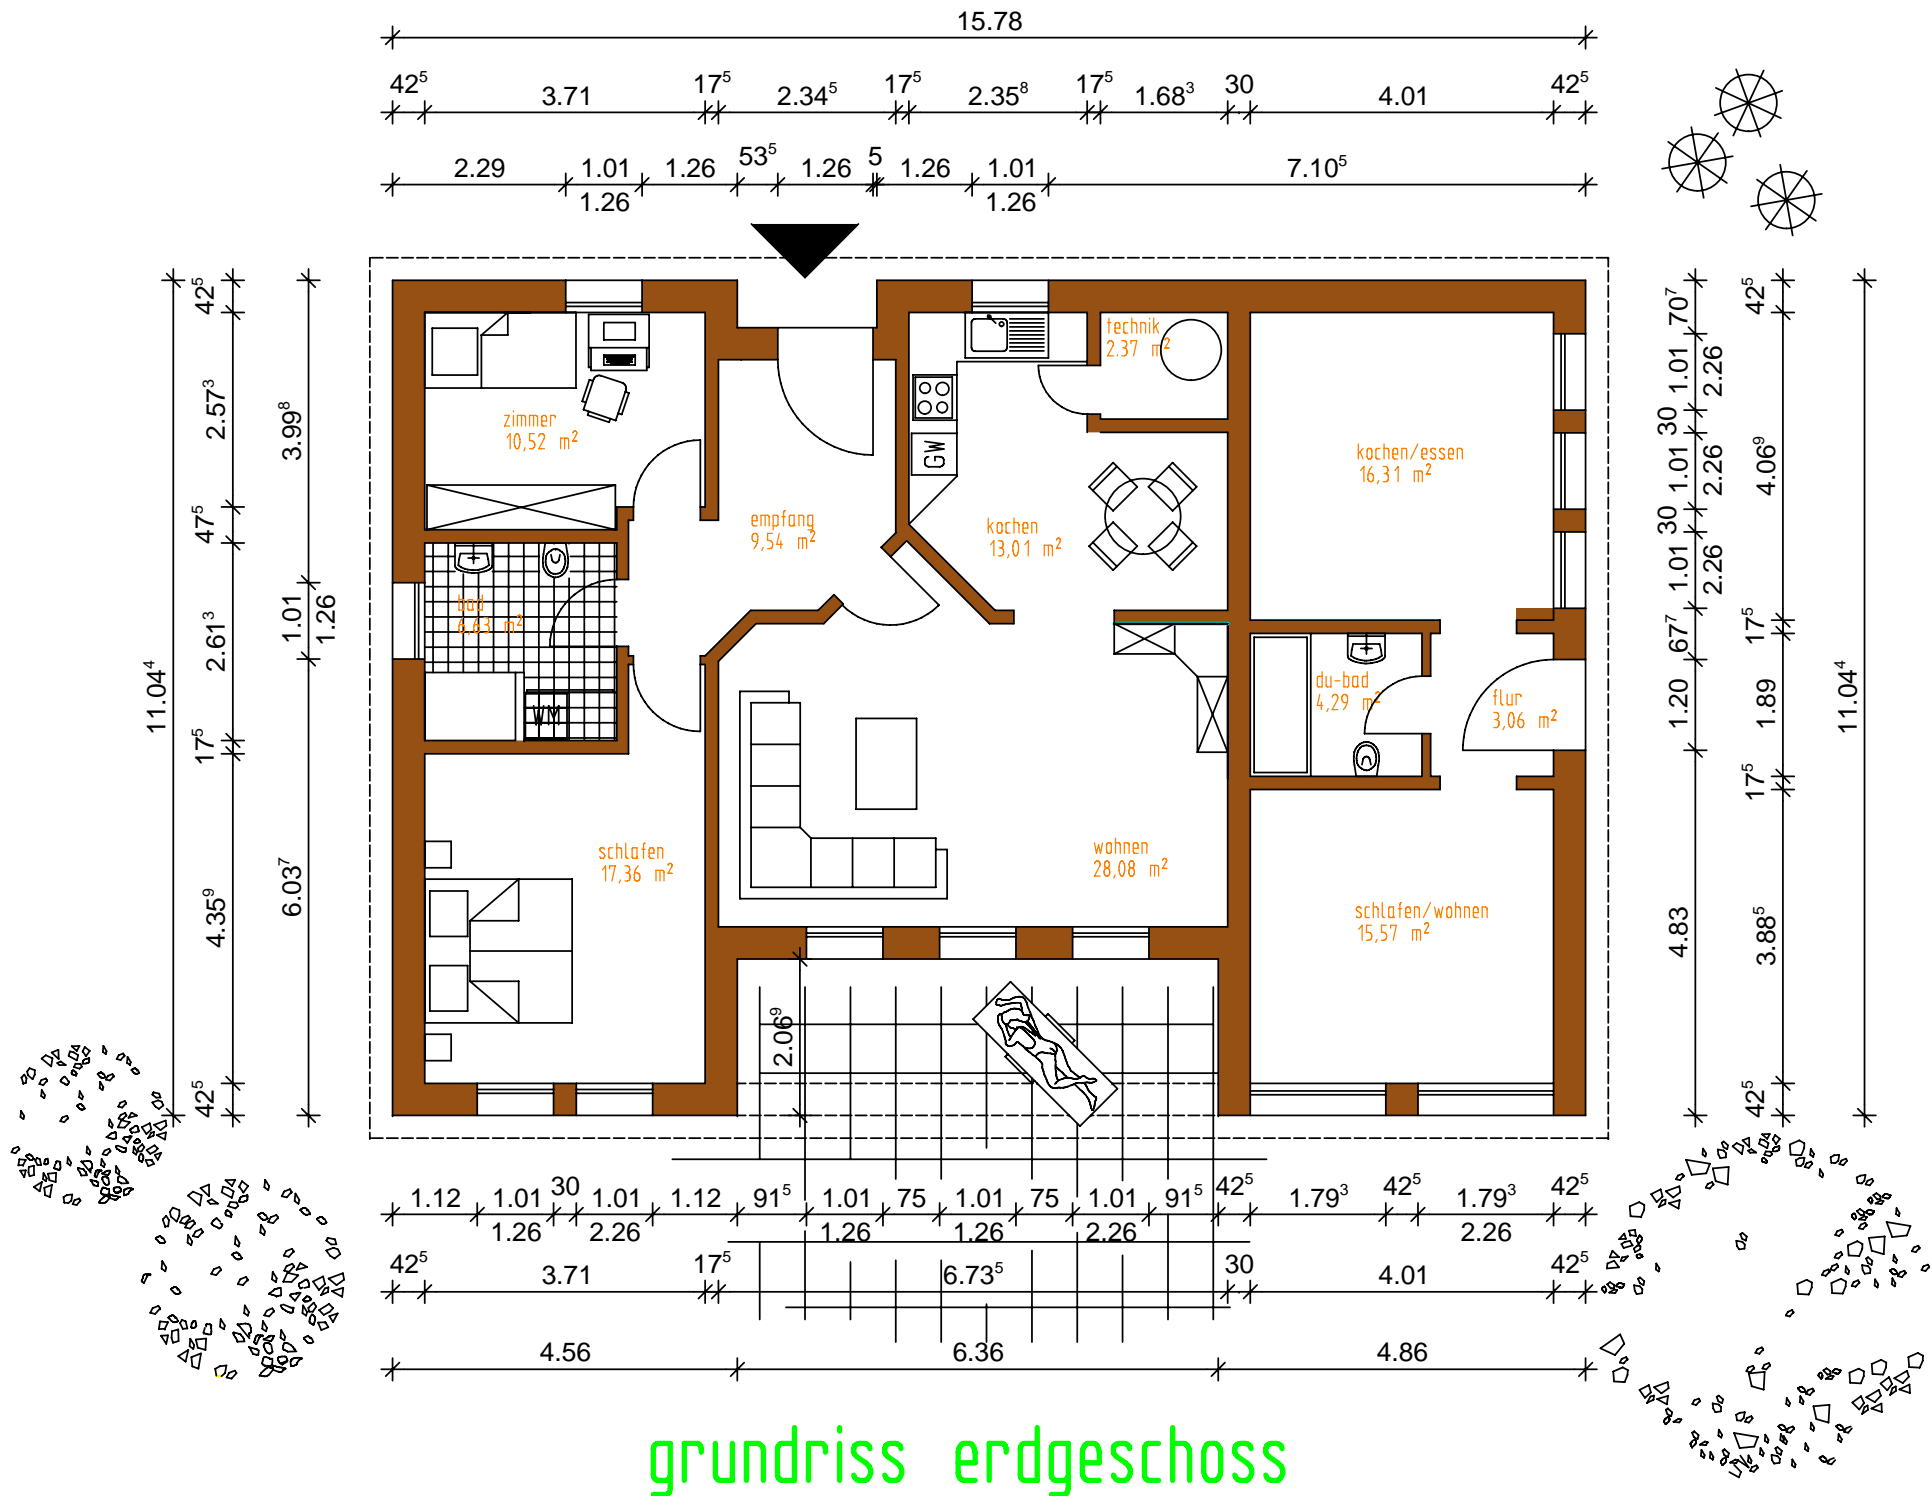 15.78
42⁵ 3.71 17⁵ 2.34⁵ 17⁵ 2.35⁸ 17⁵ 1.68³ 30 4.01 42⁵
2.29 1.01 1.26 53⁵ 1.26 5 1.26 1.01 7.10⁵
1.26 1.26
42⁵ 2.57³ 47⁵ 2.61³ 17⁵ 4.35⁹ 42⁵
11.04⁴
3.99⁸ 1.01 6.03⁷
1.26
zimmer
10,52 m²
bad
6,63 m²
WM
schlafen
17,36 m²
empfang
9,54 m²
GW
kochen
13,01 m²
technik
2.37 m²
wohnen
28,08 m²
kochen/essen
16,31 m²
du-bad
4,29 m²
flur
3,06 m²
schlafen/wohnen
15,57 m²
2.06⁹
70⁷ 1.01 30 1.01 30 1.01 67⁷ 1.20 4.83
2.26 2.26 2.26
42⁵ 4.06⁹ 17⁵ 1.89 17⁵ 3.88⁵ 42⁵
11.04⁴
1.12 1.01 30 1.01 1.12 91⁵ 1.01 75 1.01 75 1.01 91⁵ 42⁵ 1.79³ 42⁵ 1.79³ 42⁵
1.26 2.26 1.26 1.26 2.26 2.26
42⁵ 3.71 17⁵ 6.73⁵ 30 4.01 42⁵
4.56 6.36 4.86
grundriss erdgeschoss